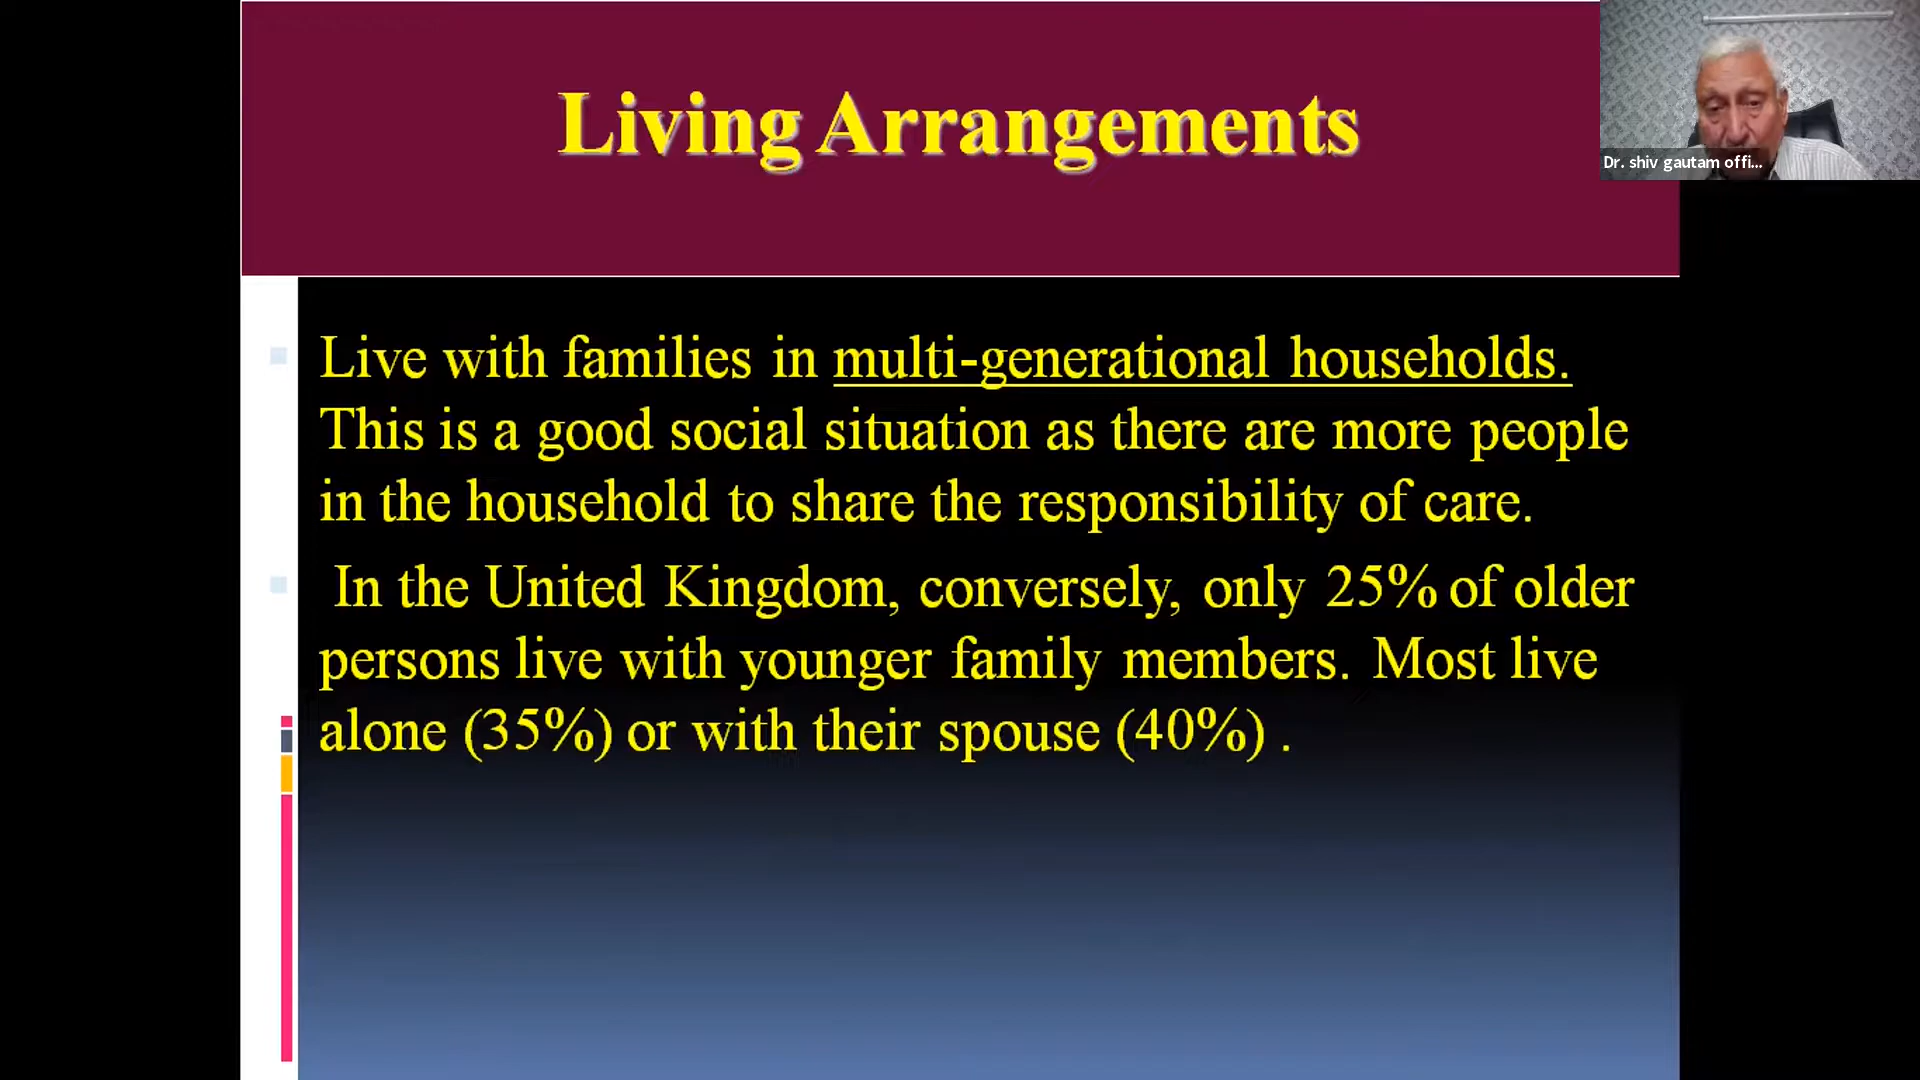 Living Arrangements
Dr. shiv gautam offi...
Live with families in multi-generational households.
This is a good social situation as there are more people
in the household to share the responsibility of care.
In the United Kingdom, conversely, only 25% of older
persons live with younger family members. Most live
alone (35%) or with their spouse (40%) .